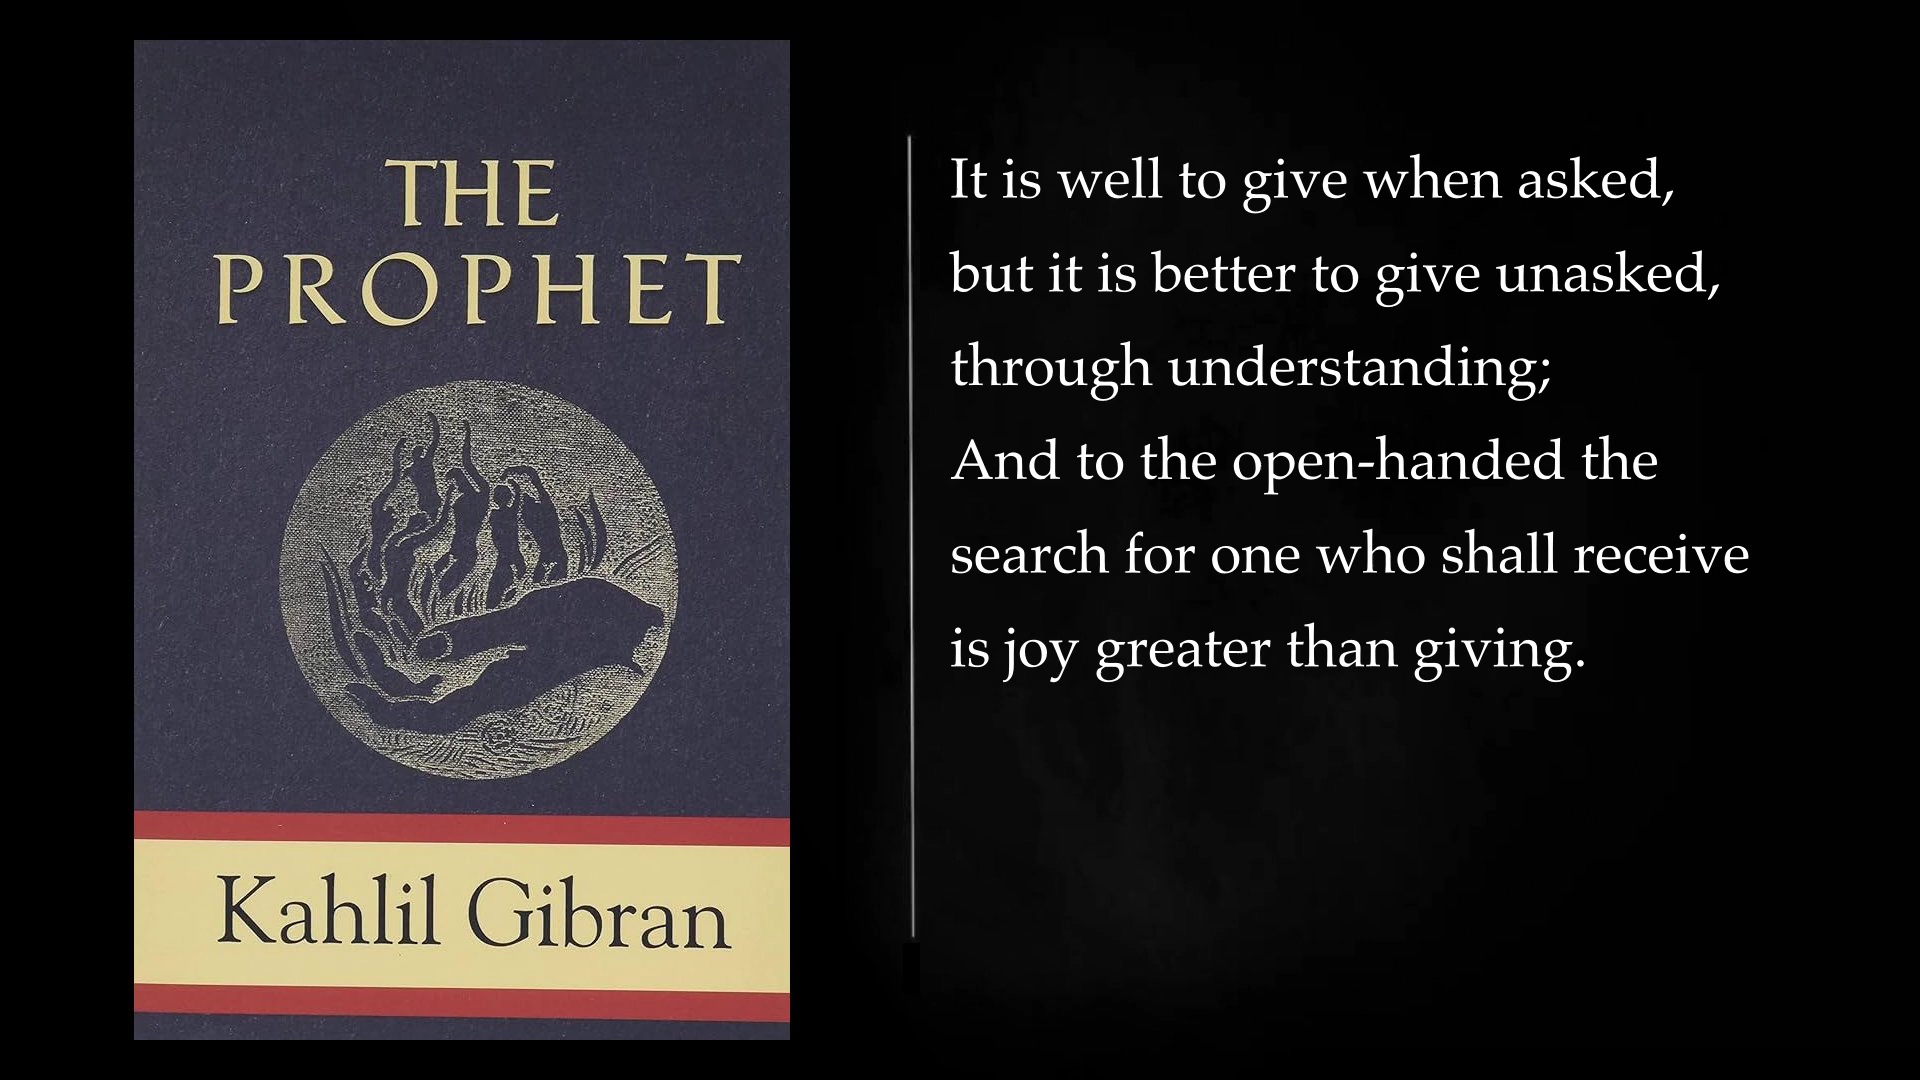 THE
PROPHET
Kahlil Gibran
It is well to give when asked,
but it is better to give unasked,
through understanding;
And to the open-handed the
search for one who shall receive
is joy greater than giving.